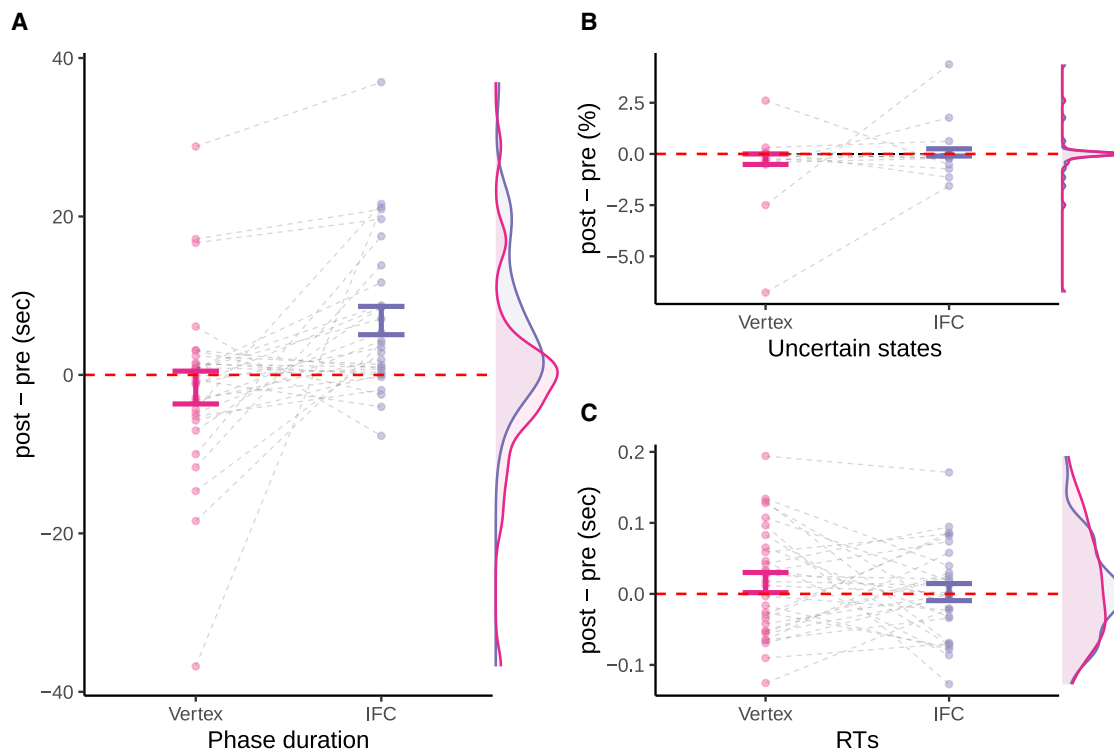 A
post − pre (sec)
40
20
0
−20
−40
Vertex
IFC
Phase duration
B
post − pre (%)
2.5
0.0
−2.5
−5.0
Vertex
IFC
Uncertain states
C
post − pre (sec)
0.2
0.1
0.0
−0.1
Vertex
IFC
RTs